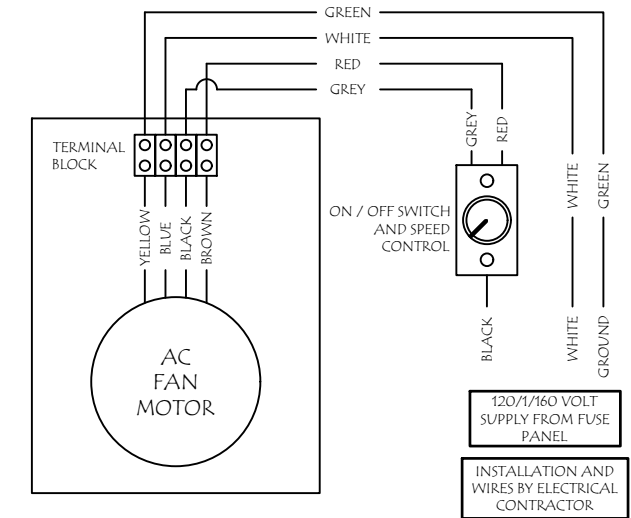 GREEN
WHITE
RED
GREY
TERMINAL
BLOCK
YELLOW
BLUE
BLACK
BROWN
AC
FAN
MOTOR
GREY
RED
ON / OFF SWITCH
AND SPEED
CONTROL
BLACK
WHITE
GREEN
WHITE
GROUND
120/1/160 VOLT
SUPPLY FROM FUSE
PANEL
INSTALLATION AND
WIRES BY ELECTRICAL
CONTRACTOR